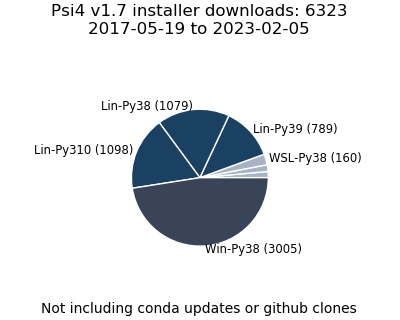 Psi4 v1.7 installer downloads: 6323
2017-05-19 to 2023-02-05
Lin-Py38 (1079)
Lin-Py39 (789)
Lin-Py310 (1098)
WSL-Py38 (160)
Win-Py38 (3005)
Not including conda updates or github clones